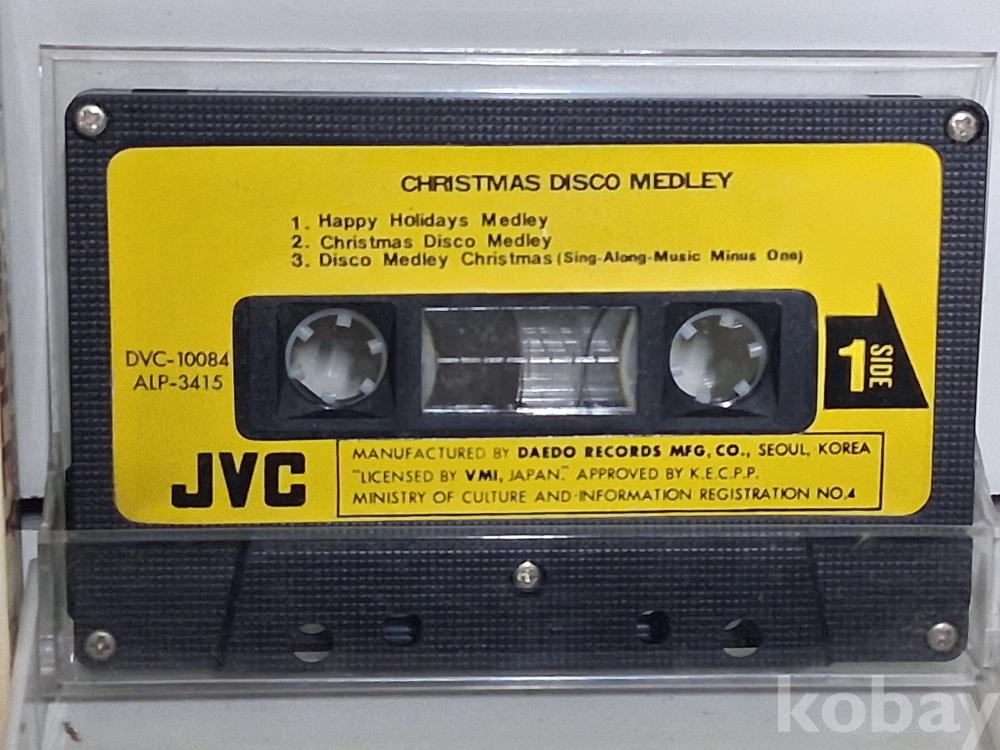 CHRISTMAS DISCO MEDLEY
1. Happy Holidays Medley
2. Christmas Disco Medley
3. Disco Medley Christmas (Sing-Along-Music Minus One)
DVC-10084
ALP-3415
1 SIDE
JVC
MANUFACTURED BY DAEDO RECORDS MFG, CO., SEOUL, KOREA
"LICENSED BY VMI, JAPAN." APPROVED BY K.E.C.P.P.
MINISTRY OF CULTURE AND INFORMATION REGISTRATION NO.4
kobay